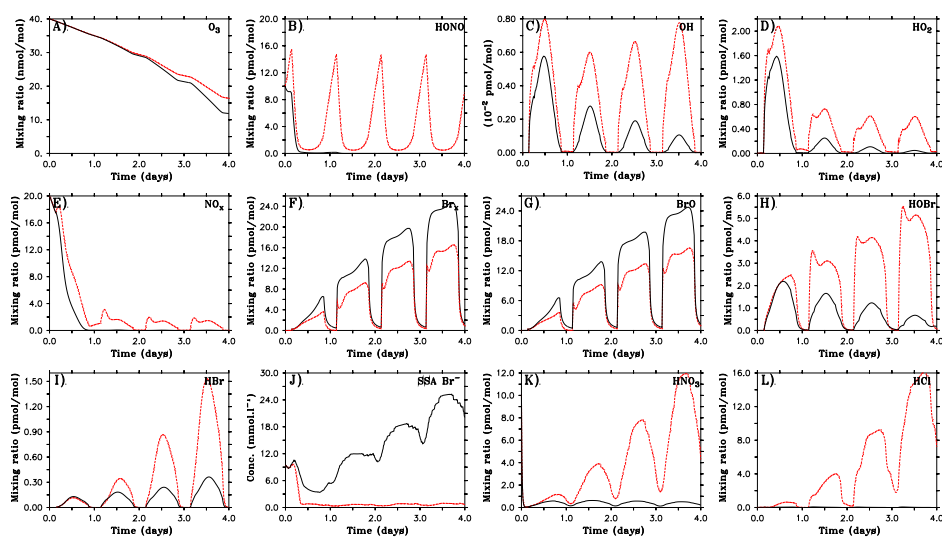 A). O₃
Mixing ratio (nmol/mol)
40.
30.
20.
10.
0.
0.0 1.0 2.0 3.0 4.0
Time (days)
B). HONO
Mixing ratio (pmol/mol)
20.0
16.0
12.0
8.0
4.0
0.0
0.0 1.0 2.0 3.0 4.0
Time (days)
C). OH
(10⁻² pmol/mol)
0.80
0.60
0.40
0.20
0.00
0.0 1.0 2.0 3.0 4.0
Time (days)
D). HO₂
Mixing ratio (pmol/mol)
2.00
1.60
1.20
0.80
0.40
0.00
0.0 1.0 2.0 3.0 4.0
Time (days)
E). NOₓ
Mixing ratio (pmol/mol)
20.0
16.0
12.0
8.0
4.0
0.0
0.0 1.0 2.0 3.0 4.0
Time (days)
F). Brₓ
Mixing ratio (pmol/mol)
24.0
20.0
16.0
12.0
8.0
4.0
0.0
0.0 1.0 2.0 3.0 4.0
Time (days)
G). BrO
Mixing ratio (pmol/mol)
24.0
18.0
12.0
6.0
0.0
0.0 1.0 2.0 3.0 4.0
Time (days)
H). HOBr
Mixing ratio (pmol/mol)
6.0
5.0
4.0
3.0
2.0
1.0
0.0
0.0 1.0 2.0 3.0 4.0
Time (days)
I). HBr
Mixing ratio (pmol/mol)
1.50
1.20
0.90
0.60
0.30
0.00
0.0 1.0 2.0 3.0 4.0
Time (days)
J). SSA Br⁻
Conc. (mmol.l⁻¹)
30.0
24.0
18.0
12.0
6.0
0.0
0.0 1.0 2.0 3.0 4.0
Time (days)
K). HNO₃
Mixing ratio (pmol/mol)
12.0
10.0
8.0
6.0
4.0
2.0
0.0
0.0 1.0 2.0 3.0 4.0
Time (days)
L). HCl
Mixing ratio (pmol/mol)
16.0
12.0
8.0
4.0
0.0
0.0 1.0 2.0 3.0 4.0
Time (days)